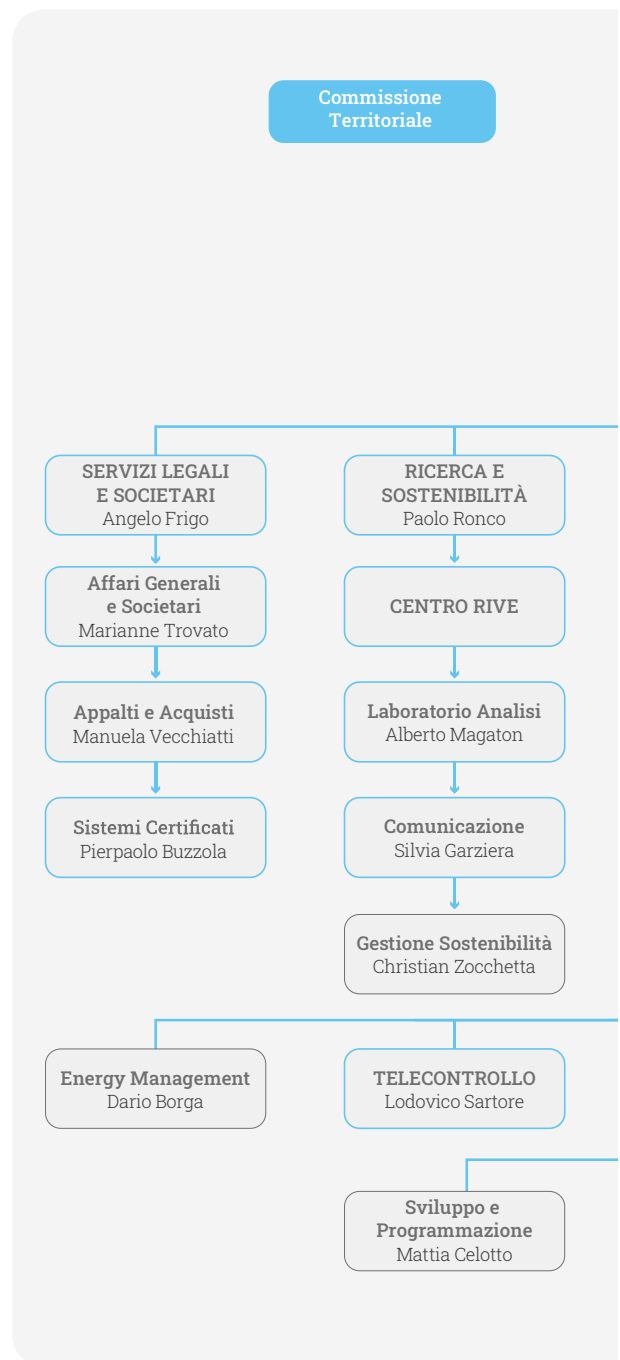 Commissione
Territoriale
SERVIZI LEGALI
E SOCIETARI
Angelo Frigo
RICERCA E
SOSTENIBILITÀ
Paolo Ronco
Affari Generali
e Societari
Marianne Trovato
CENTRO RIVE
Appalti e Acquisti
Manuela Vecchiatti
Laboratorio Analisi
Alberto Magaton
Sistemi Certificati
Pierpaolo Buzzola
Comunicazione
Silvia Garziera
Gestione Sostenibilità
Christian Zocchetta
Energy Management
Dario Borga
TELECONTROLLO
Lodovico Sartore
Sviluppo e
Programmazione
Mattia Celotto